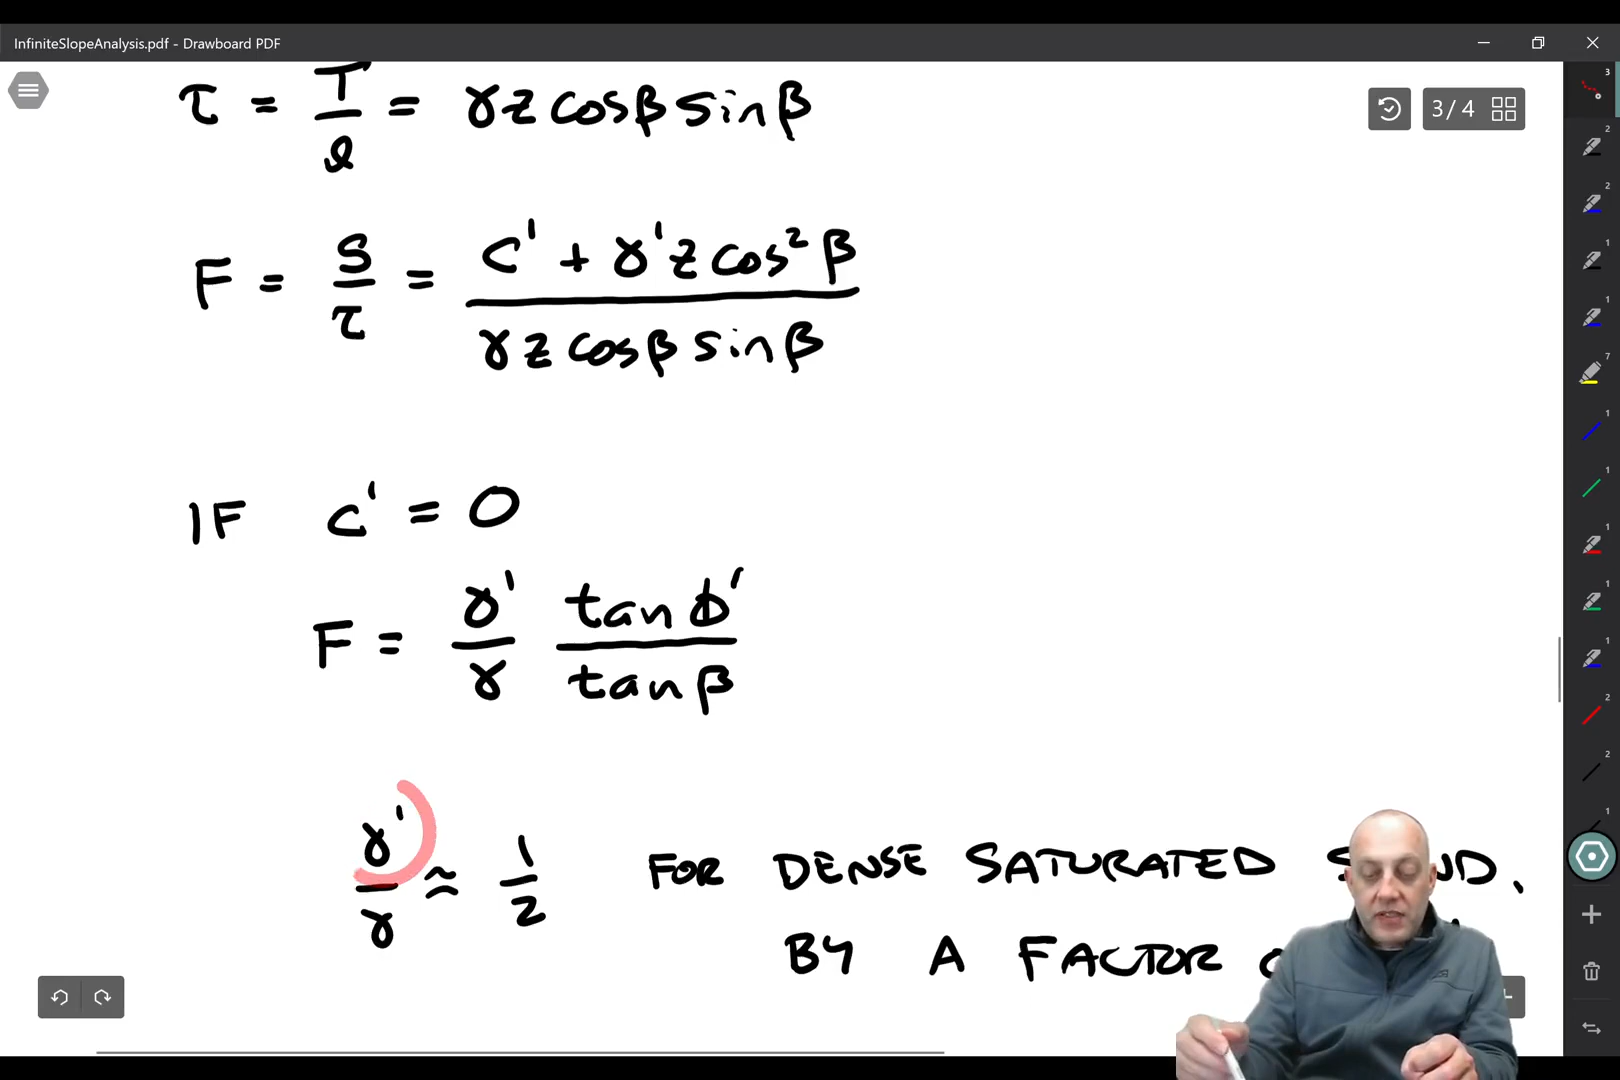 InfiniteSlopeAnalysis.pdf - Drawboard PDF
3 / 4
τ = T/l = γz cosβ sinβ
F = S/τ = (c' + γ'z cos²β)/(γz cosβ sinβ)
IF c' = 0
F = γ'/γ tanϕ'/tanβ
γ'/γ ≈ 1/2 FOR DENSE SATURATED
BY A FACTOR